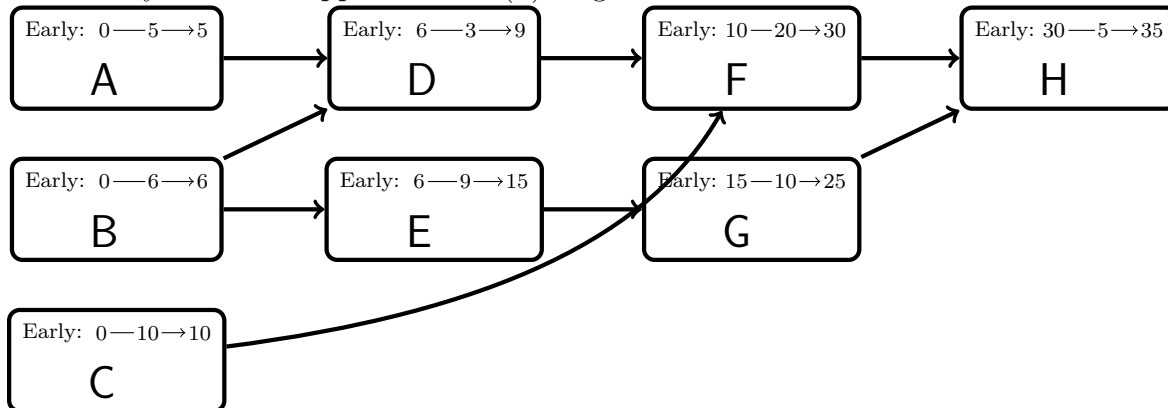 Early: 0—5→5
A
Early: 6—3→9
D
Early: 10—20→30
F
Early: 30—5→35
H
Early: 0—6→6
B
Early: 6—9→15
E
Early: 15—10→25
G
Early: 0—10→10
C